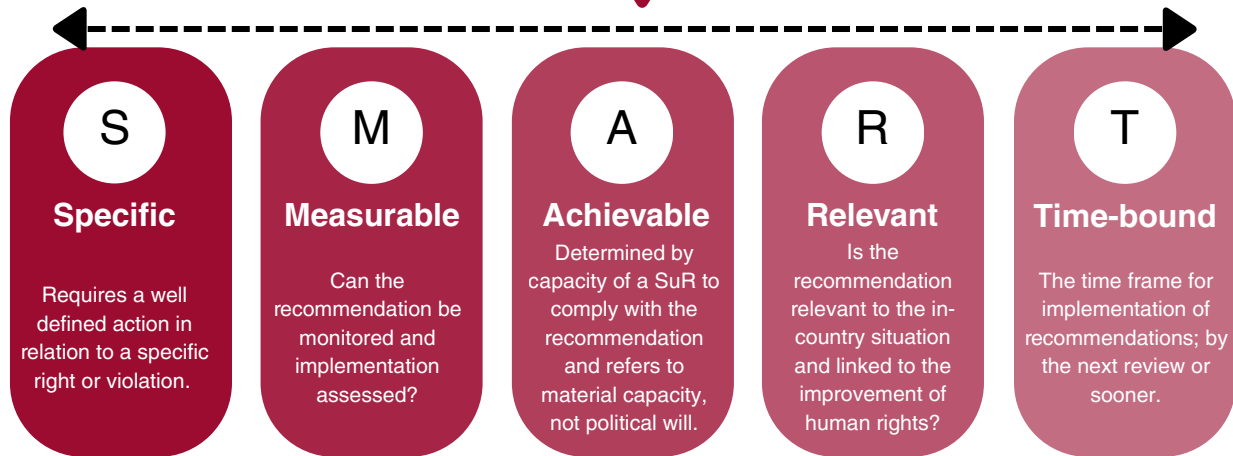 S
Specific
Requires a well
defined action in
relation to a specific
right or violation.
M
Measurable
Can the
recommendation be
monitored and
implementation
assessed?
A
Achievable
Determined by
capacity of a SuR to
comply with the
recommendation
and refers to
material capacity,
not political will.
R
Relevant
Is the
recommendation
relevant to the in-
country situation
and linked to the
improvement of
human rights?
T
Time-bound
The time frame for
implementation of
recommendations; by
the next review or
sooner.